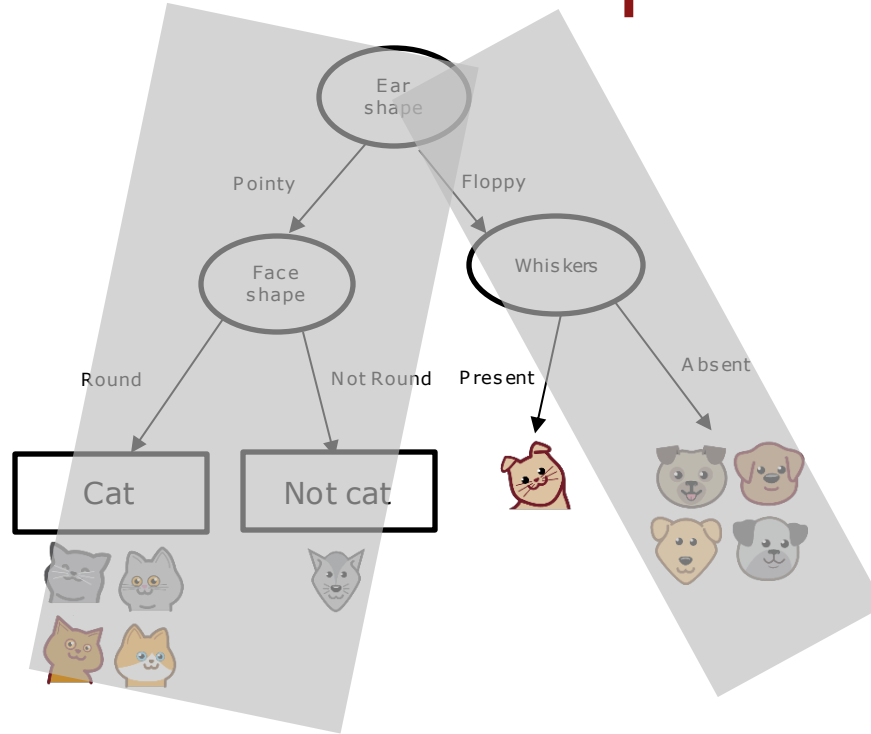 Ear
shape
Pointy
Floppy
Face
shape
Whiskers
Round
Not Round
Present
Absent
Cat
Not cat